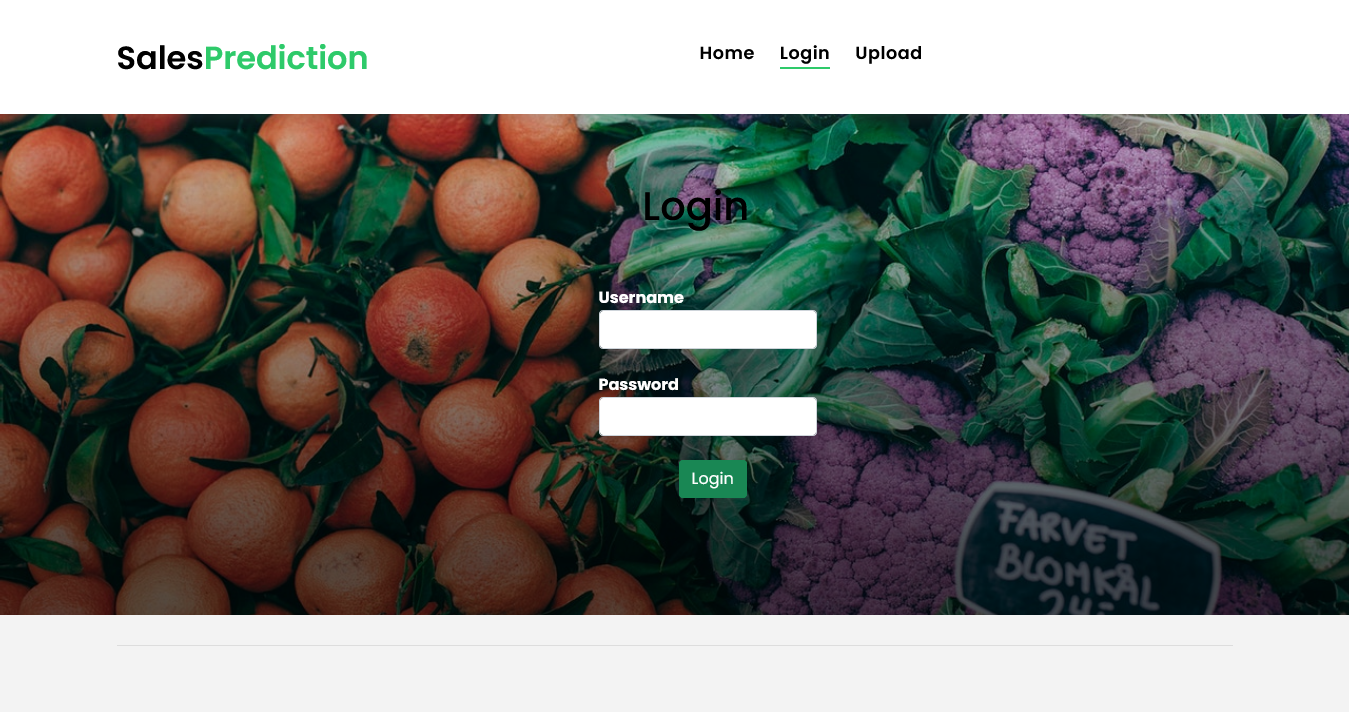 SalesPrediction
Home Login Upload
Login
Username
Password
Login
FARVET
BLOMKÅL